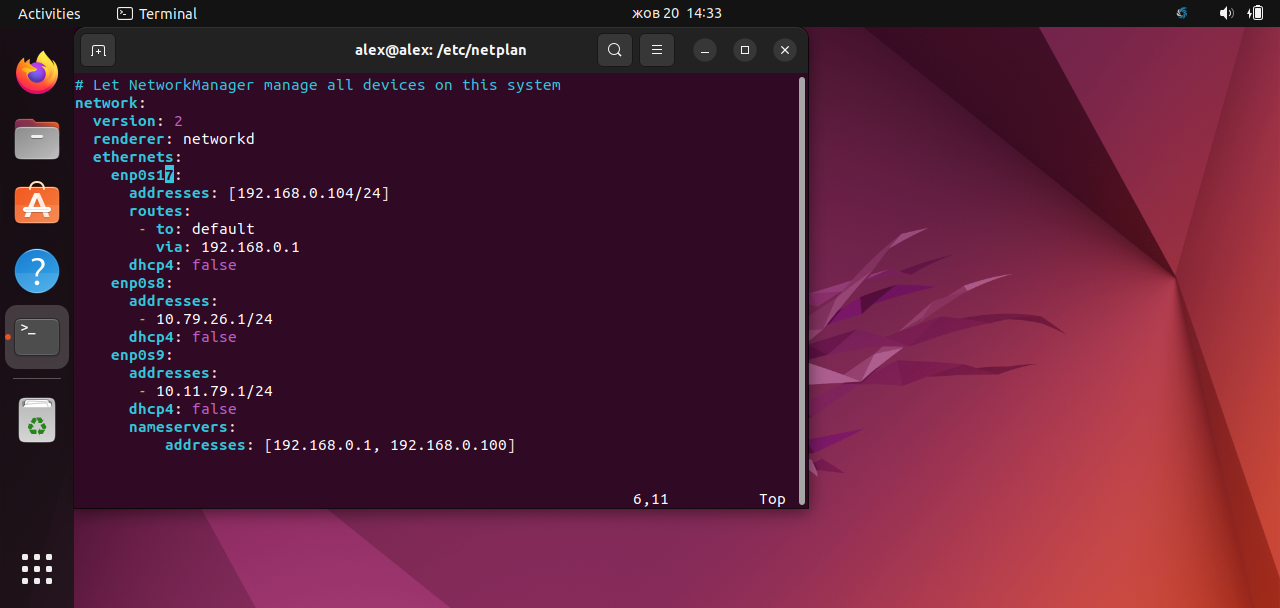 Activities
Terminal
жов 20 14:33
alex@alex: /etc/netplan
# Let NetworkManager manage all devices on this system
network:
  version: 2
  renderer: networkd
  ethernets:
    enp0s17:
      addresses: [192.168.0.104/24]
      routes:
       - to: default
         via: 192.168.0.1
      dhcp4: false
    enp0s8:
      addresses:
       - 10.79.26.1/24
      dhcp4: false
    enp0s9:
      addresses:
       - 10.11.79.1/24
      dhcp4: false
      nameservers:
          addresses: [192.168.0.1, 192.168.0.100]
6,11 Top